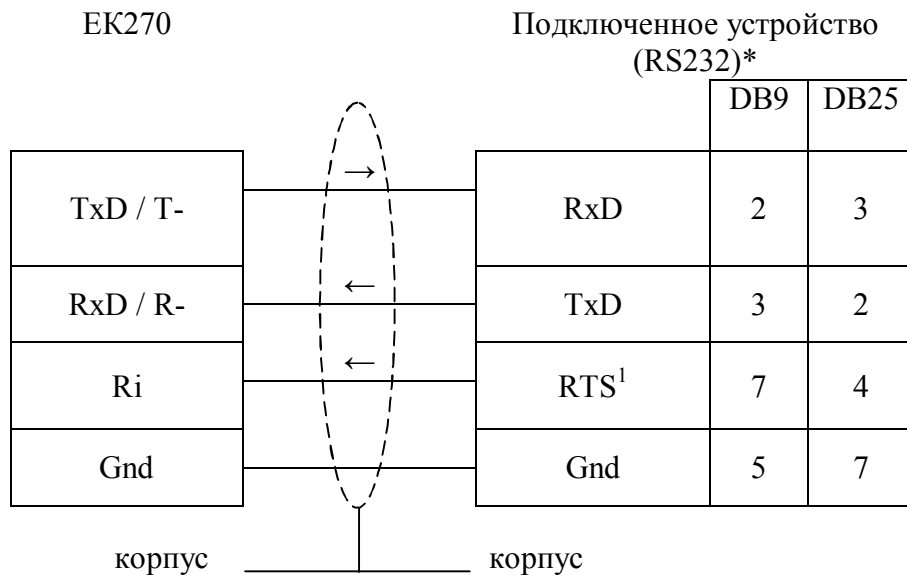 ЕК270
Подключенное устройство
(RS232)*
DB9 DB25
→
TxD / T- RxD 2 3
←
RxD / R- TxD 3 2
←
Ri RTS¹ 7 4
Gnd Gnd 5 7
корпус корпус